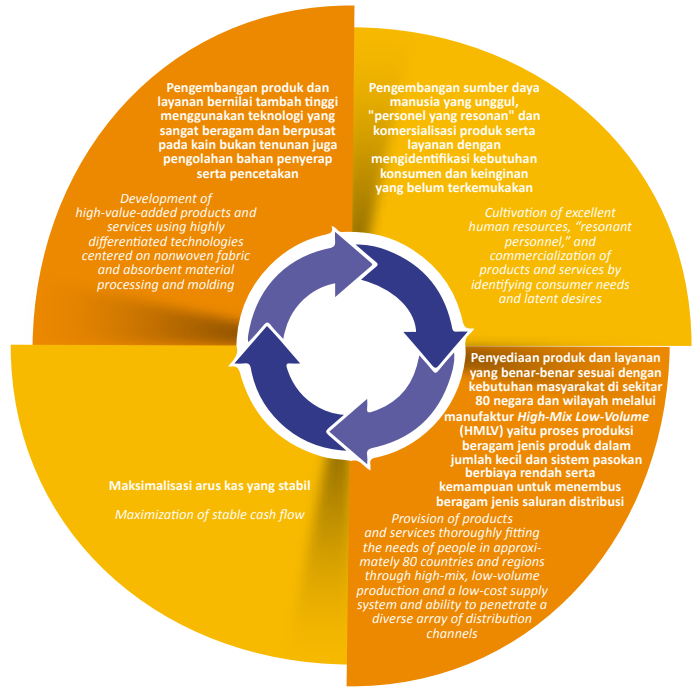 Pengembangan produk dan
layanan bernilai tambah tinggi
menggunakan teknologi yang
sangat beragam dan berpusat
pada kain bukan tenunan juga
pengolahan bahan penyerap
serta pencetakan
Development of
high-value-added products and
services using highly
differentiated technologies
centered on nonwoven fabric
and absorbent material
processing and molding
Pengembangan sumber daya
manusia yang unggul,
"personel yang resonan" dan
komersialisasi produk serta
layanan dengan
mengidentifikasi kebutuhan
konsumen dan keinginan
yang belum terkemukakan
Cultivation of excellent
human resources, “resonant
personnel,” and
commercialization of
products and services by
identifying consumer needs
and latent desires
Penyediaan produk dan layanan
yang benar-benar sesuai dengan
kebutuhan masyarakat di sekitar
80 negara dan wilayah melalui
manufaktur High-Mix Low-Volume
(HMLV) yaitu proses produksi
beragam jenis produk dalam
jumlah kecil dan sistem pasokan
berbiaya rendah serta
kemampuan untuk menembus
beragam jenis saluran distribusi
Provision of products
and services thoroughly fitting
the needs of people in approxi-
mately 80 countries and regions
through high-mix, low-volume
production and a low-cost supply
system and ability to penetrate a
diverse array of distribution
channels
Maksimalisasi arus kas yang stabil
Maximization of stable cash flow